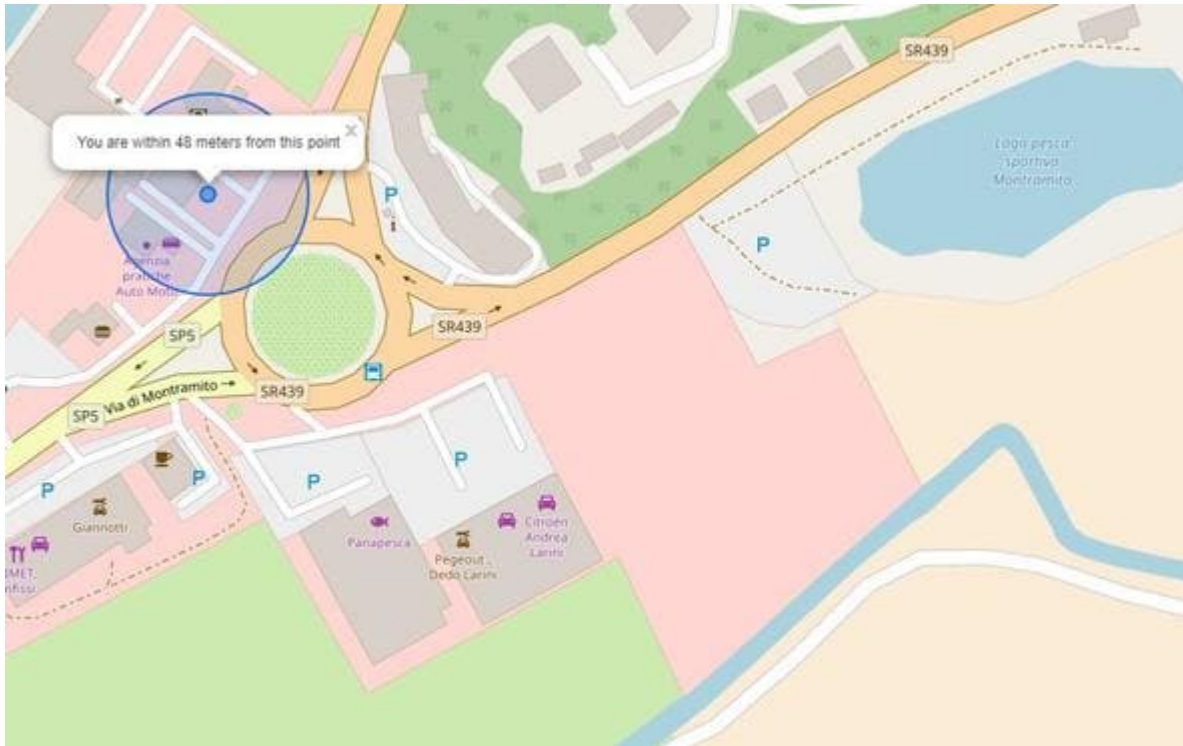 SR439
You are within 48 meters from this point
×
P
Lago pesca
sportiva
Montramito
P
Agenzia
pratiche
Auto Moto
SP5
SR439
Via di Montramito →
SR439
SP5
P
P
P
P
Giannotti
Panapesca
Citroën
Andrea
Larini
Pegeout
Dedo Larini